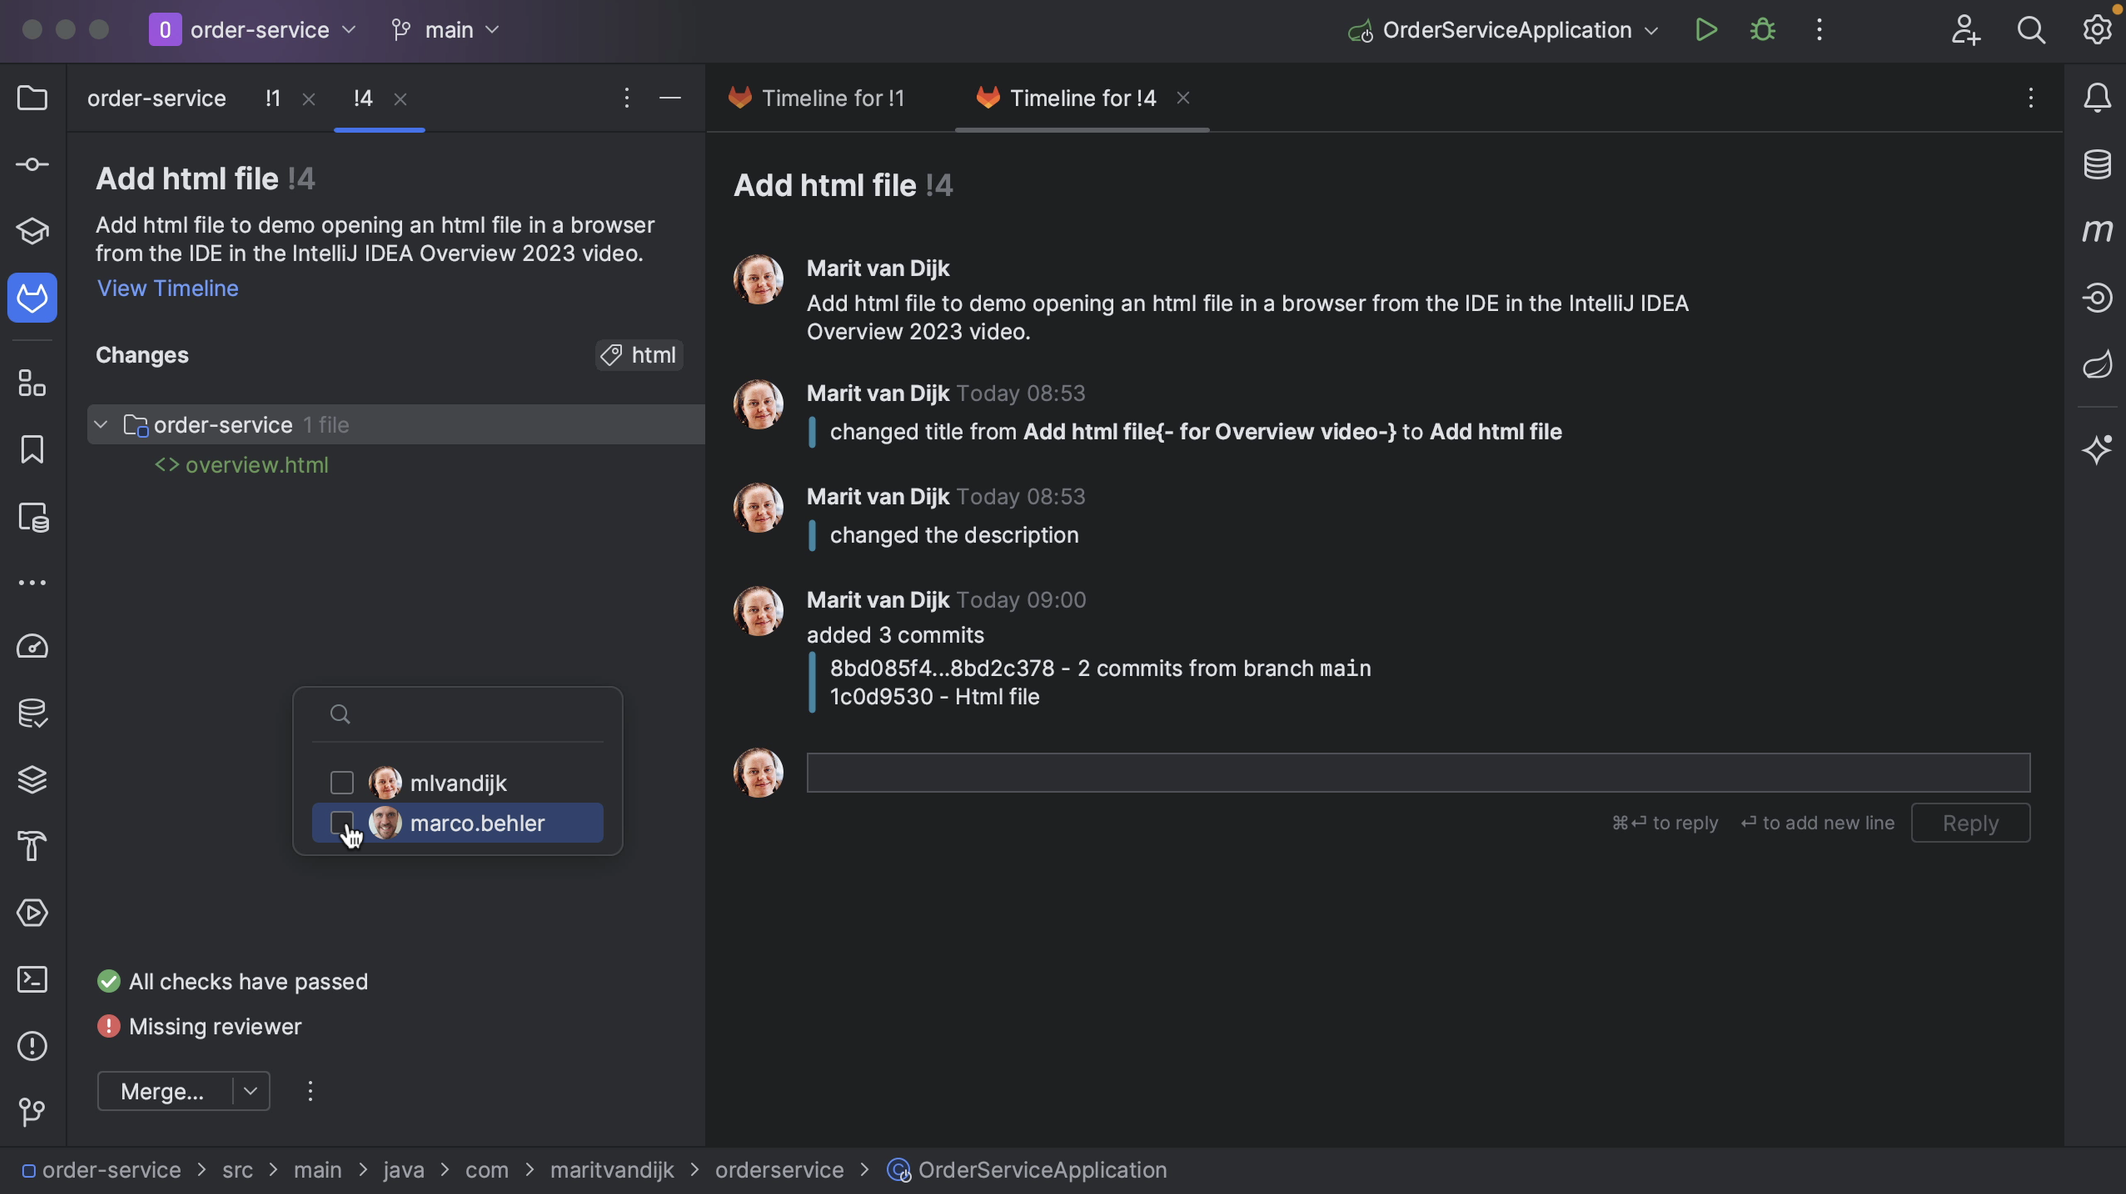 O order-service main OrderServiceApplication
order-service !1 !4
Add html file !4
Add html file to demo opening an html file in a browser
from the IDE in the IntelliJ IDEA Overview 2023 video.
View Timeline
Changes html
order-service 1 file
<> overview.html
mlvandijk
marco.behler
All checks have passed
Missing reviewer
Merge...
Timeline for !1 Timeline for !4
Add html file !4
Marit van Dijk
Add html file to demo opening an html file in a browser from the IDE in the IntelliJ IDEA
Overview 2023 video.
Marit van Dijk Today 08:53
changed title from Add html file{- for Overview video-} to Add html file
Marit van Dijk Today 08:53
changed the description
Marit van Dijk Today 09:00
added 3 commits
8bd085f4...8bd2c378 - 2 commits from branch main
1c0d9530 - Html file
⌘⏎ to reply ⏎ to add new line Reply
m
order-service > src > main > java > com > maritvandijk > orderservice > OrderServiceApplication